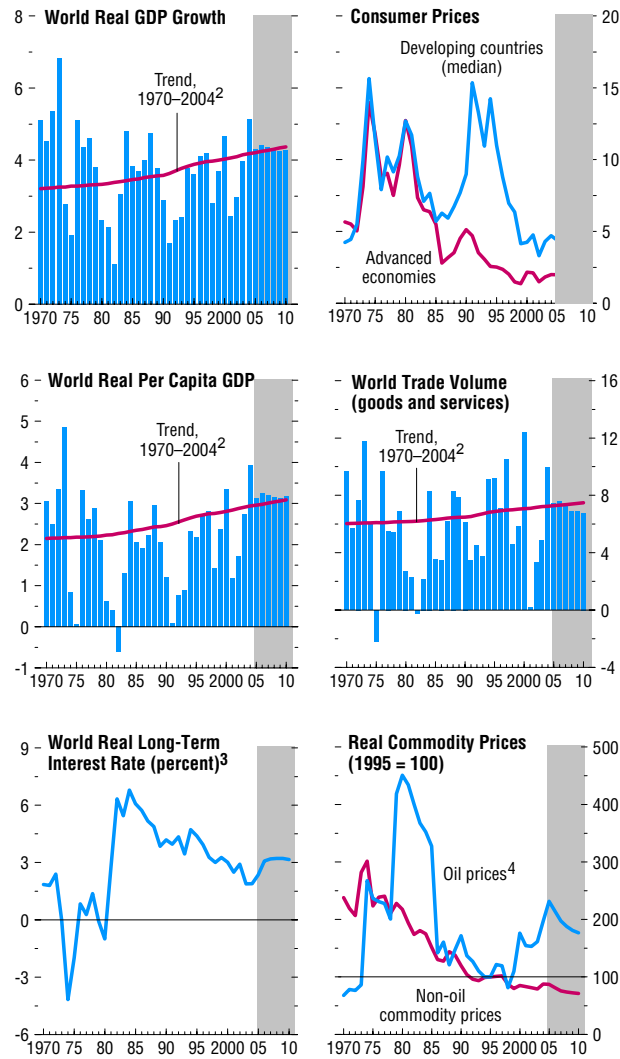 World Real GDP Growth
8
6
4
2
0
Trend,
1970–2004²
1970 75 80 85 90 95 2000 05 10
Consumer Prices
20
15
10
5
0
Developing countries
(median)
Advanced
economies
1970 75 80 85 90 95 2000 05 10
World Real Per Capita GDP
6
5
4
3
2
1
0
-1
Trend,
1970–2004²
1970 75 80 85 90 95 2000 05 10
World Trade Volume
(goods and services)
16
12
8
4
0
-4
Trend,
1970–2004²
1970 75 80 85 90 95 2000 05 10
World Real Long-Term
Interest Rate (percent)³
9
6
3
0
-3
-6
1970 75 80 85 90 95 2000 05 10
Real Commodity Prices
(1995 = 100)
500
400
300
200
100
0
Oil prices⁴
Non-oil
commodity prices
1970 75 80 85 90 95 2000 05 10